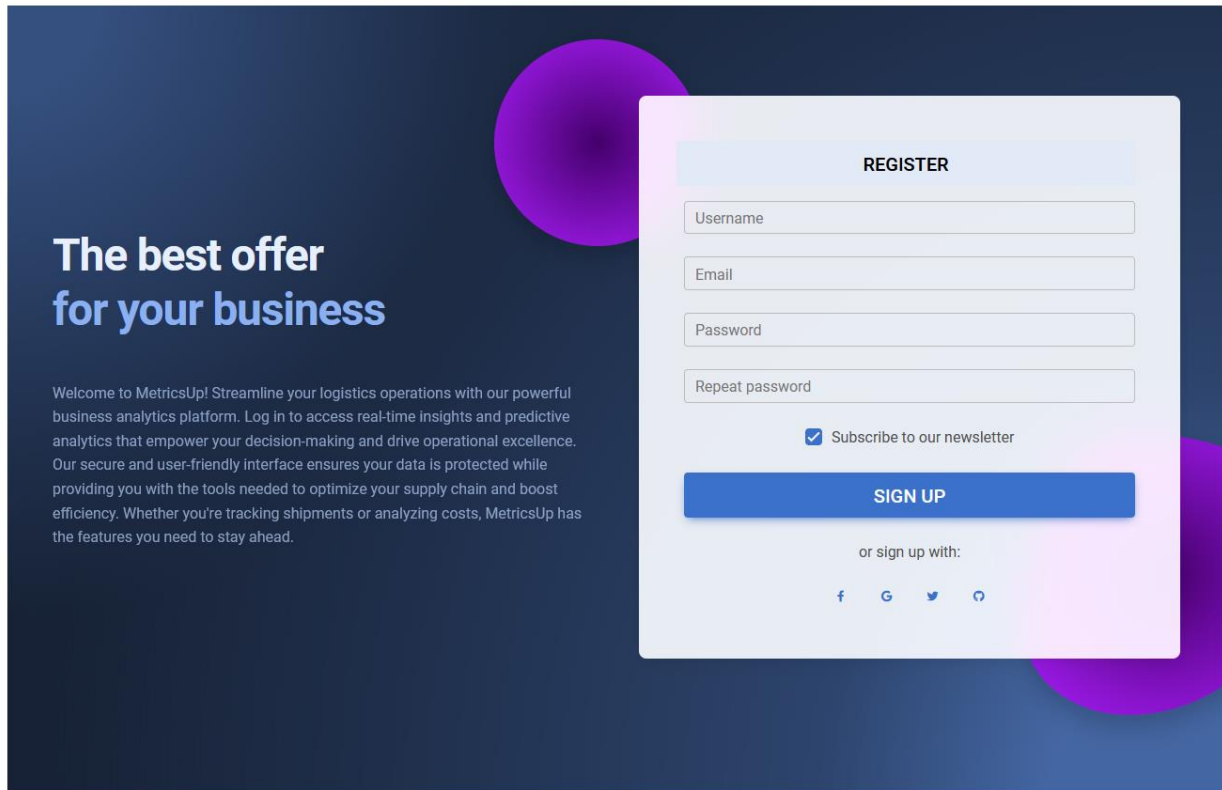 The best offer
for your business
Welcome to MetricsUp! Streamline your logistics operations with our powerful
business analytics platform. Log in to access real-time insights and predictive
analytics that empower your decision-making and drive operational excellence.
Our secure and user-friendly interface ensures your data is protected while
providing you with the tools needed to optimize your supply chain and boost
efficiency. Whether you're tracking shipments or analyzing costs, MetricsUp has
the features you need to stay ahead.
REGISTER
Username
Email
Password
Repeat password
Subscribe to our newsletter
SIGN UP
or sign up with: